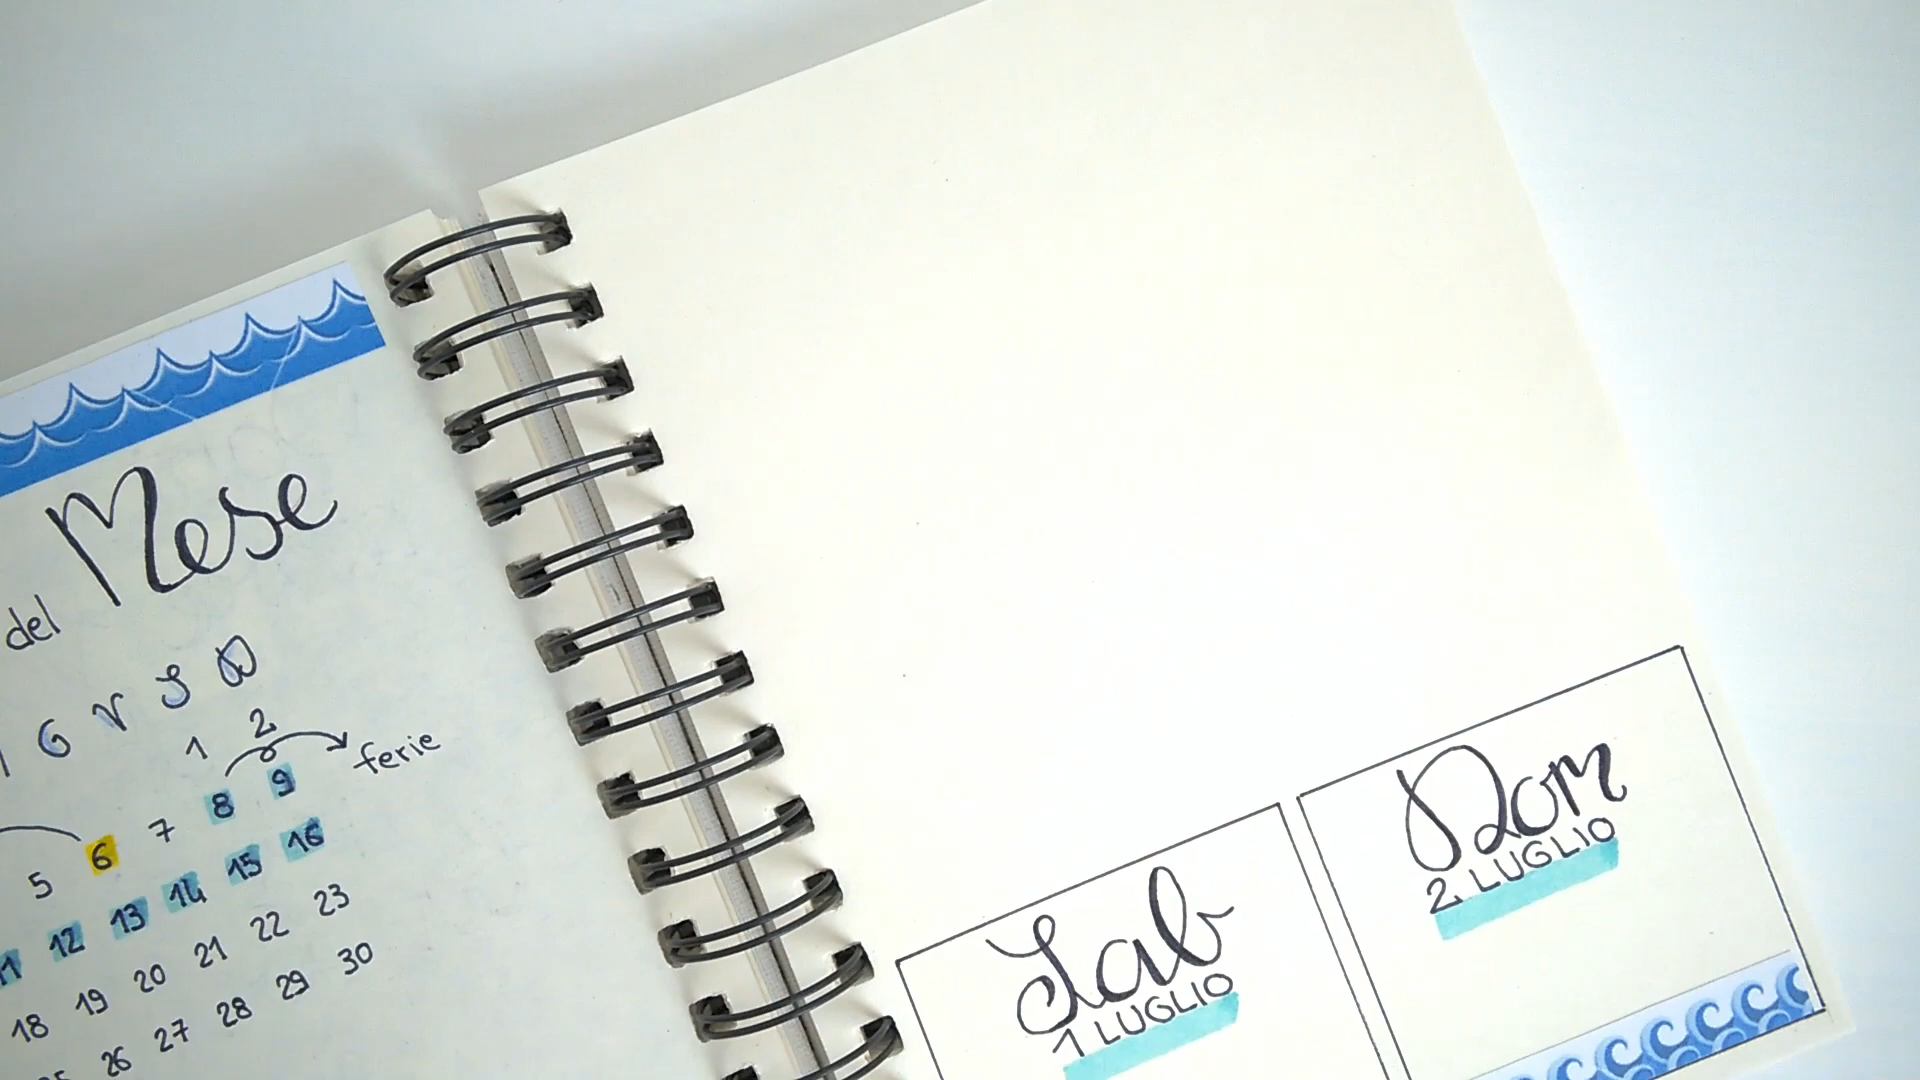 del Mese
G V S D
1 2
ferie
5 6 7 8 9
11 12 13 14 15 16
18 19 20 21 22 23
26 27 28 29 30
Sab
1 LUGLIO
Dom
2 LUGLIO